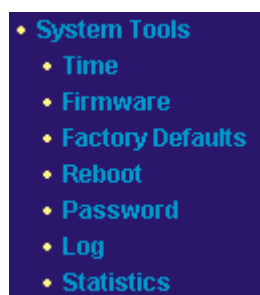 • System Tools
• Time
• Firmware
• Factory Defaults
• Reboot
• Password
• Log
• Statistics